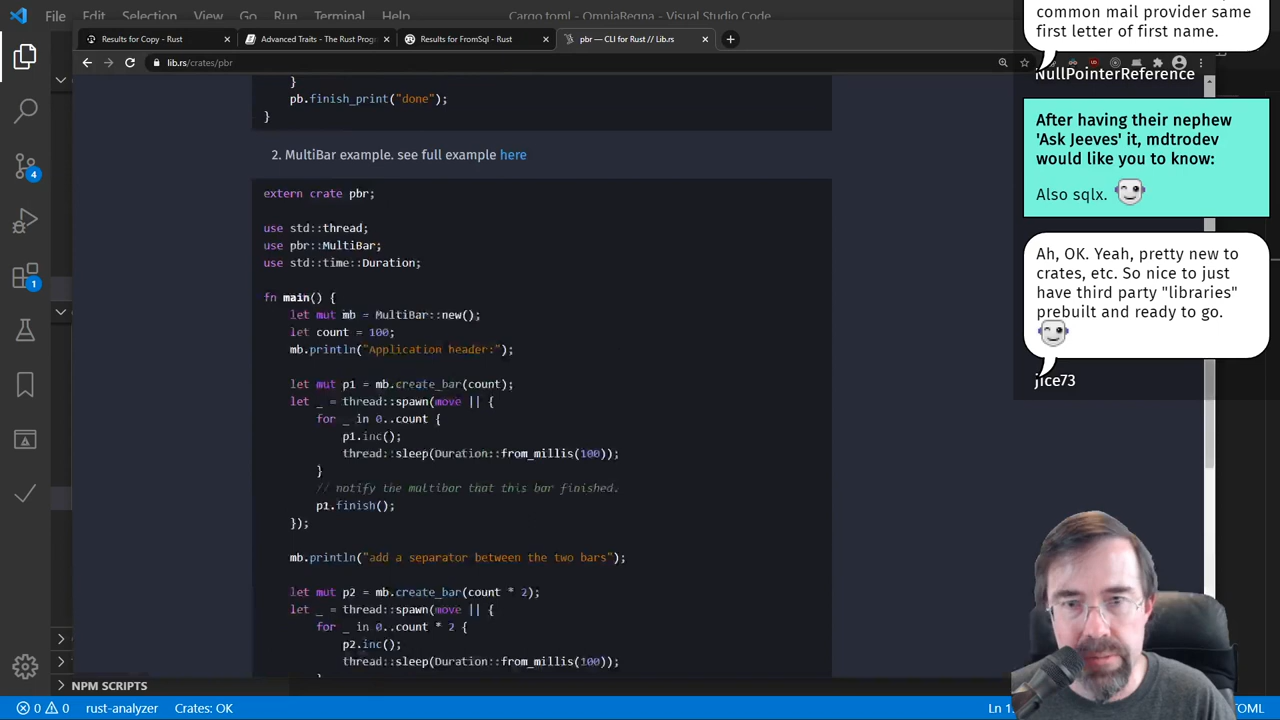 File Edit Selection View Go Run Terminal Help Cargo.toml - OmniaRegna - Visual Studio Code
Results for Copy - Rust
Advanced Traits - The Rust Prog
Results for FromSql - Rust
pbr — CLI for Rust // Lib.rs
lib.rs/crates/pbr
}
pb.finish_print("done");
}
2. MultiBar example. see full example here
extern crate pbr;
use std::thread;
use pbr::MultiBar;
use std::time::Duration;
fn main() {
let mut mb = MultiBar::new();
let count = 100;
mb.println("Application header:");
let mut p1 = mb.create_bar(count);
let _ = thread::spawn(move || {
for _ in 0..count {
p1.inc();
thread::sleep(Duration::from_millis(100));
}
// notify the multibar that this bar finished.
p1.finish();
});
mb.println("add a separator between the two bars");
let mut p2 = mb.create_bar(count * 2);
let _ = thread::spawn(move || {
for _ in 0..count * 2 {
p2.inc();
thread::sleep(Duration::from_millis(100));
common mail provider same
first letter of first name.
NullPointerReference
After having their nephew
'Ask Jeeves' it, mdtrodev
would like you to know:
Also sqlx.
Ah, OK. Yeah, pretty new to
crates, etc. So nice to just
have third party "libraries"
prebuilt and ready to go.
jice73
4
1
NPM SCRIPTS
0 0 rust-analyzer Crates: OK